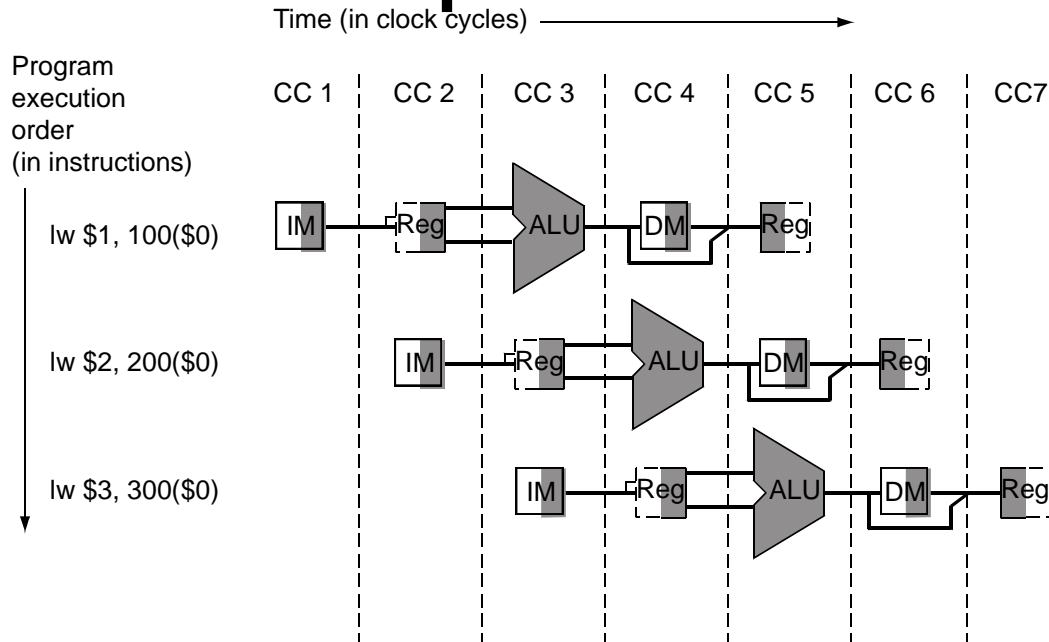 Time (in clock cycles)
Program
execution
order
(in instructions)
CC 1 CC 2 CC 3 CC 4 CC 5 CC 6 CC7
lw $1, 100($0) IM Reg ALU DM Reg
lw $2, 200($0) IM Reg ALU DM Reg
lw $3, 300($0) IM Reg ALU DM Reg